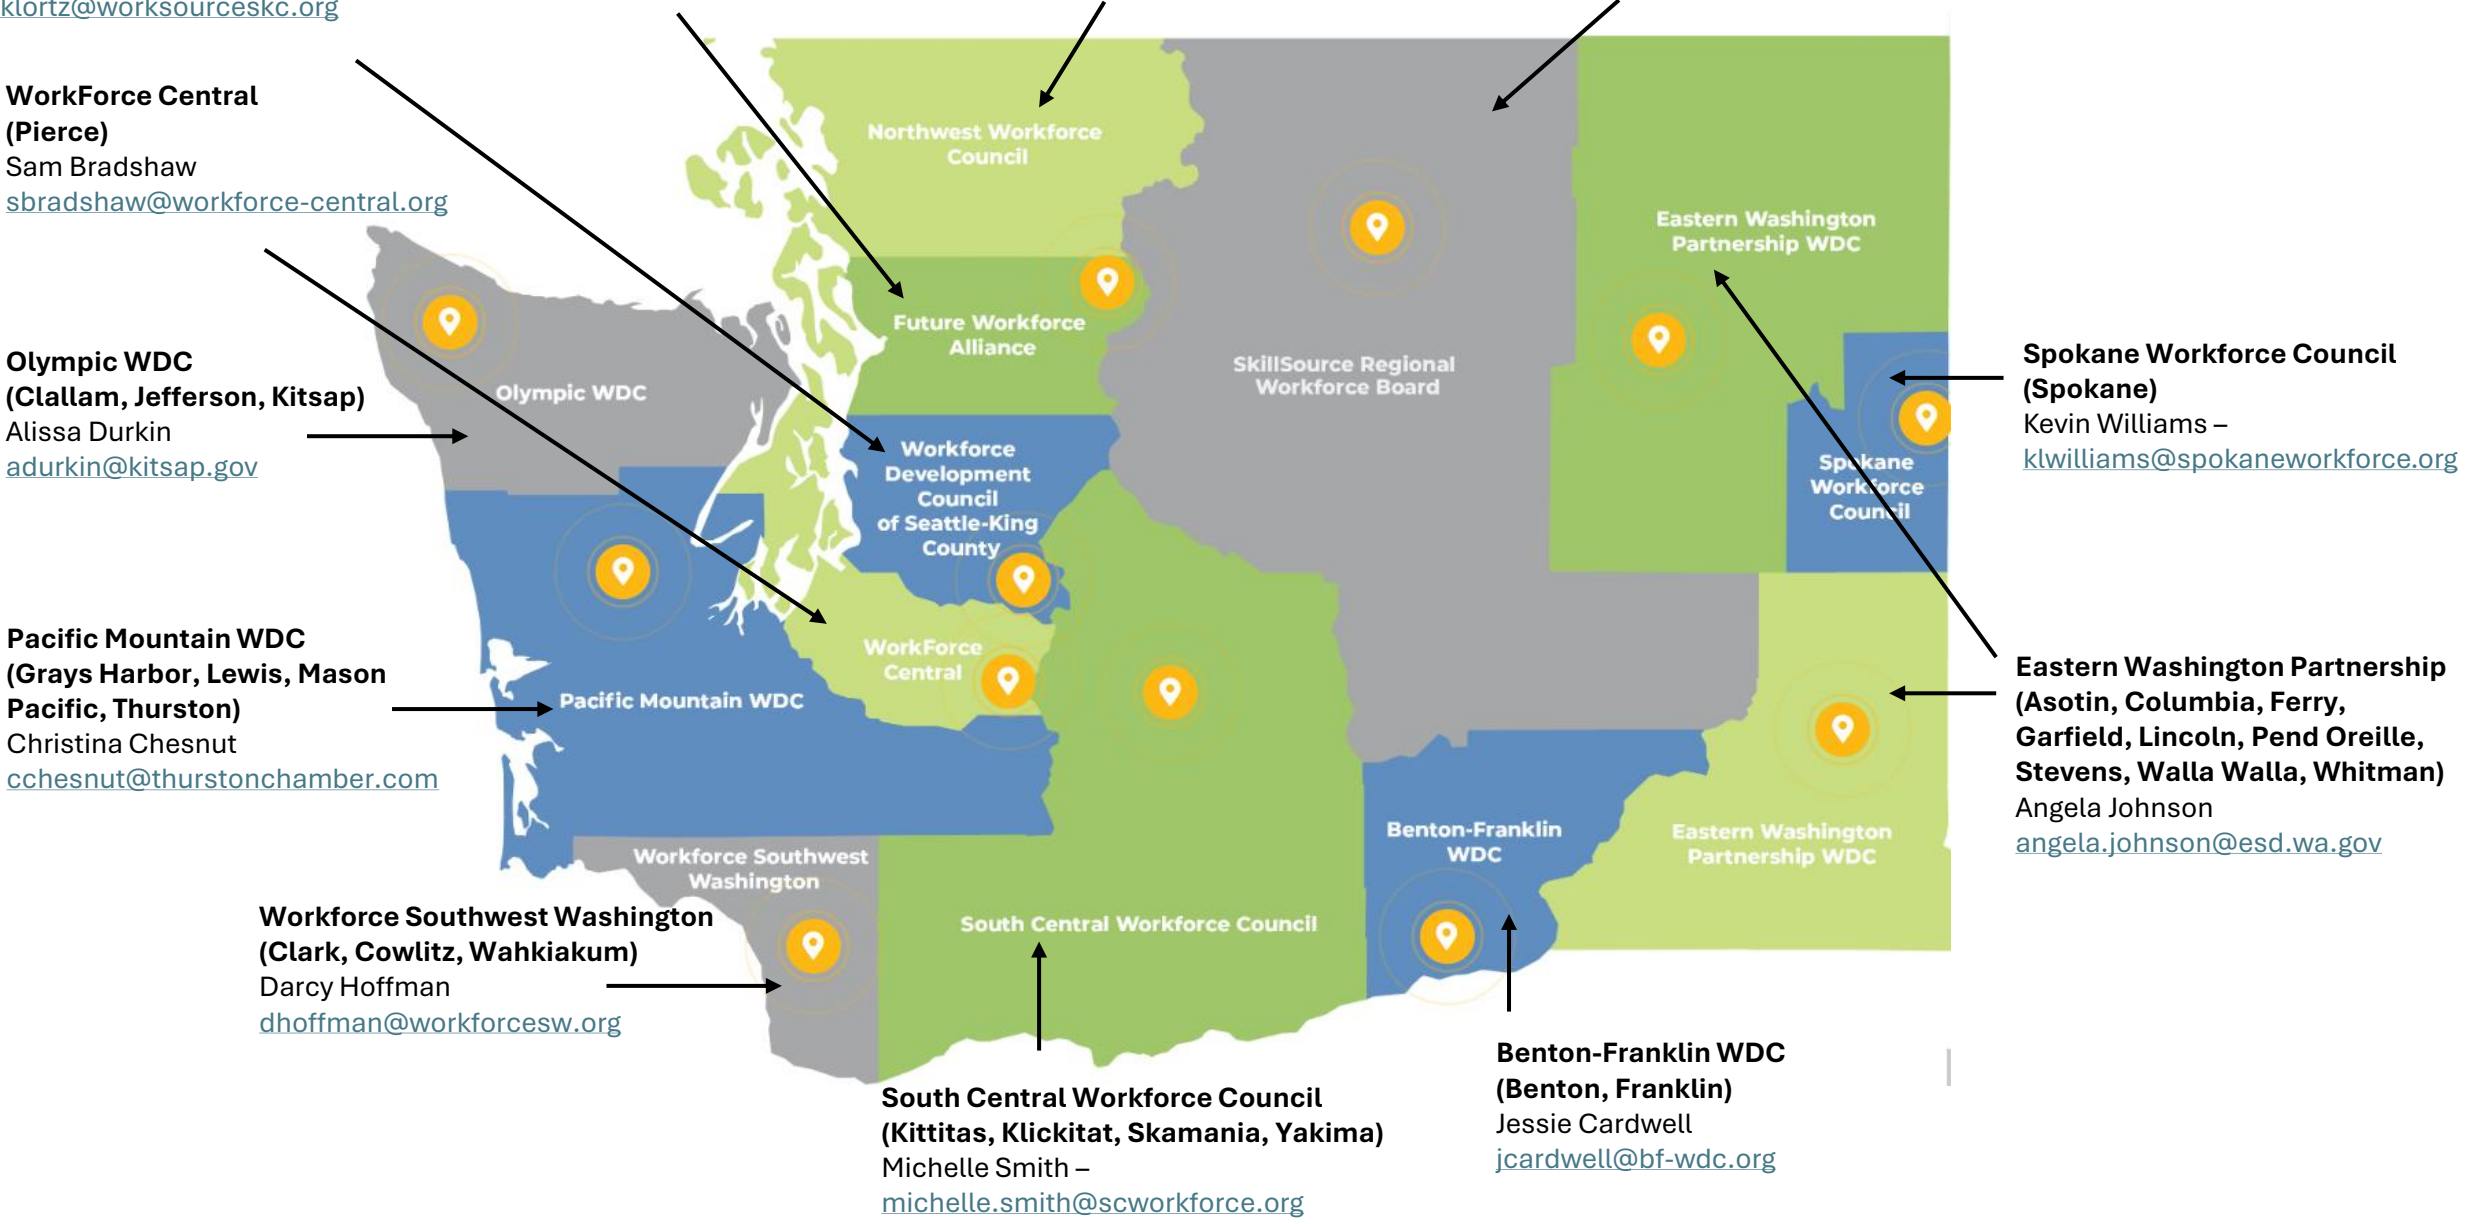 klortz@worksourceskc.org
WorkForce Central
(Pierce)
Sam Bradshaw
sbradshaw@workforce-central.org
Olympic WDC
(Clallam, Jefferson, Kitsap)
Alissa Durkin
adurkin@kitsap.gov
Pacific Mountain WDC
(Grays Harbor, Lewis, Mason
Pacific, Thurston)
Christina Chesnut
cchesnut@thurstonchamber.com
Workforce Southwest Washington
(Clark, Cowlitz, Wahkiakum)
Darcy Hoffman
dhoffman@workforcesw.org
South Central Workforce Council
(Kittitas, Klickitat, Skamania, Yakima)
Michelle Smith –
michelle.smith@scworkforce.org
Benton-Franklin WDC
(Benton, Franklin)
Jessie Cardwell
jcardwell@bf-wdc.org
Spokane Workforce Council
(Spokane)
Kevin Williams –
klwilliams@spokaneworkforce.org
Eastern Washington Partnership
(Asotin, Columbia, Ferry,
Garfield, Lincoln, Pend Oreille,
Stevens, Walla Walla, Whitman)
Angela Johnson
angela.johnson@esd.wa.gov
Northwest Workforce
Council
Future Workforce
Alliance
Olympic WDC
Workforce
Development
Council
of Seattle-King
County
WorkForce
Central
Pacific Mountain WDC
Workforce Southwest
Washington
South Central Workforce Council
SkillSource Regional
Workforce Board
Eastern Washington
Partnership WDC
Spokane
Workforce
Council
Benton-Franklin
WDC
Eastern Washington
Partnership WDC